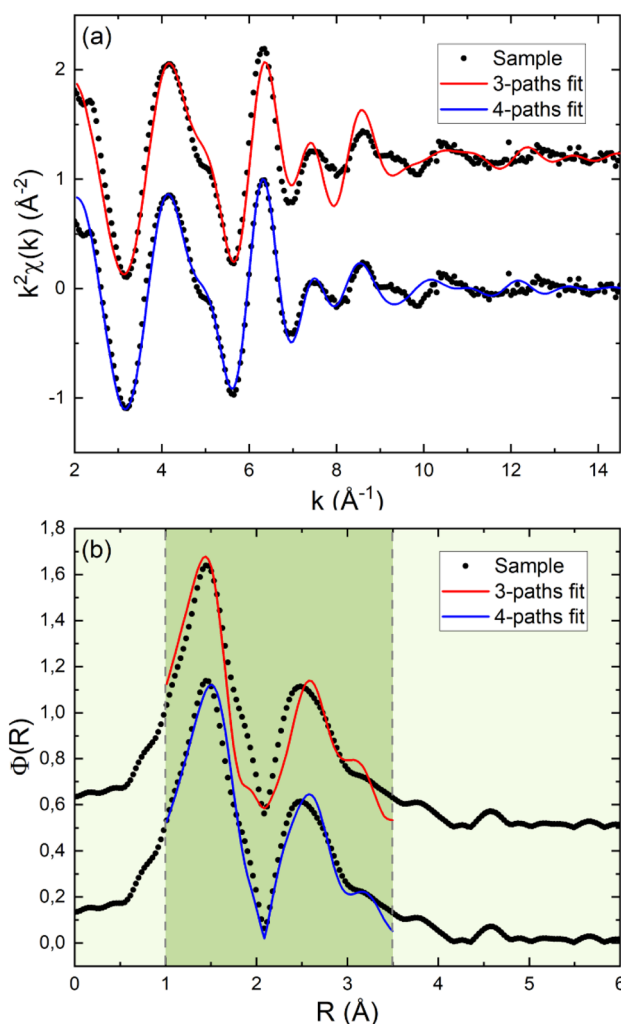 (a)
Sample
3-paths fit
4-paths fit
2
1
0
-1
k²χ(k) (Å⁻²)
2 4 6 8 10 12 14
k (Å⁻¹)
(b)
Sample
3-paths fit
4-paths fit
1,8
1,6
1,4
1,2
1,0
0,8
0,6
0,4
0,2
0,0
Φ(R)
0 1 2 3 4 5 6
R (Å)